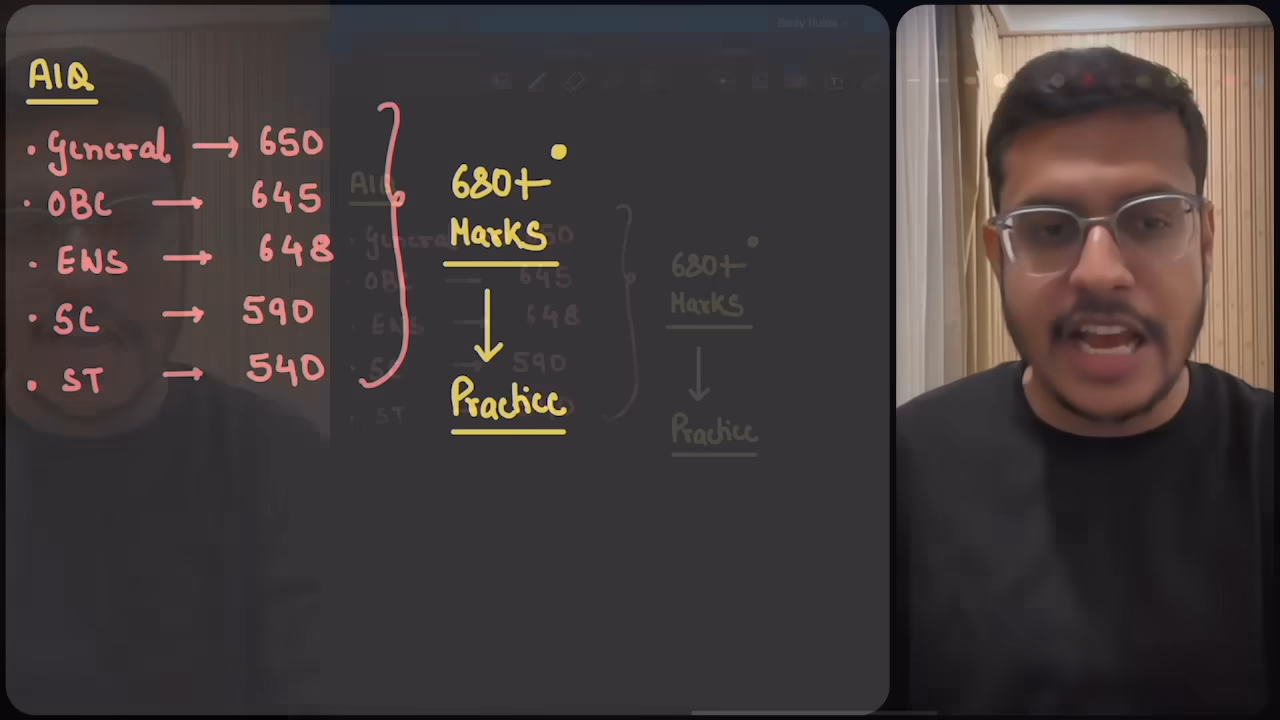 AIQ
• General → 650
• OBC → 645
• EWS → 648
• SC → 590
• ST → 540
680+
Marks
↓
Practice